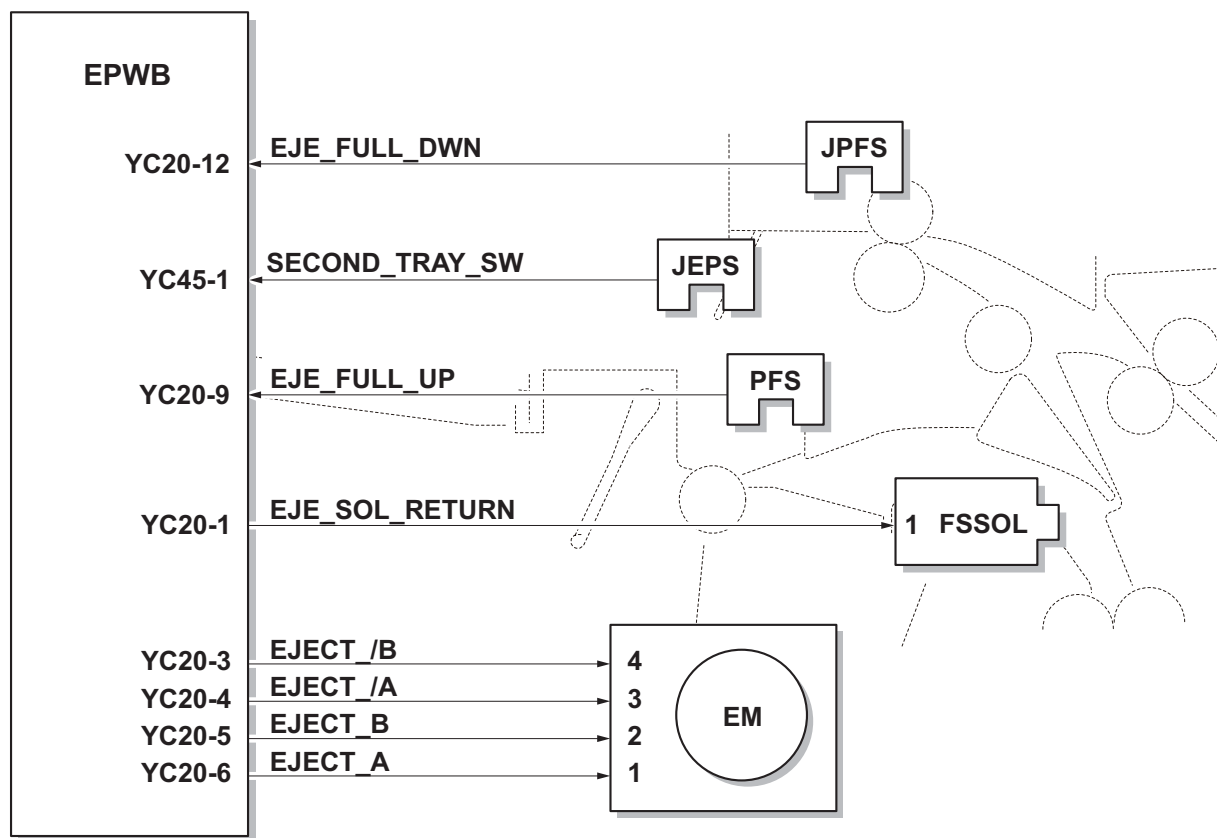 EPWB
YC20-12 EJE_FULL_DWN JPFS
YC45-1 SECOND_TRAY_SW JEPS
YC20-9 EJE_FULL_UP PFS
YC20-1 EJE_SOL_RETURN 1 FSSOL
YC20-3 EJECT_/B 4
YC20-4 EJECT_/A 3
EM
YC20-5 EJECT_B 2
YC20-6 EJECT_A 1